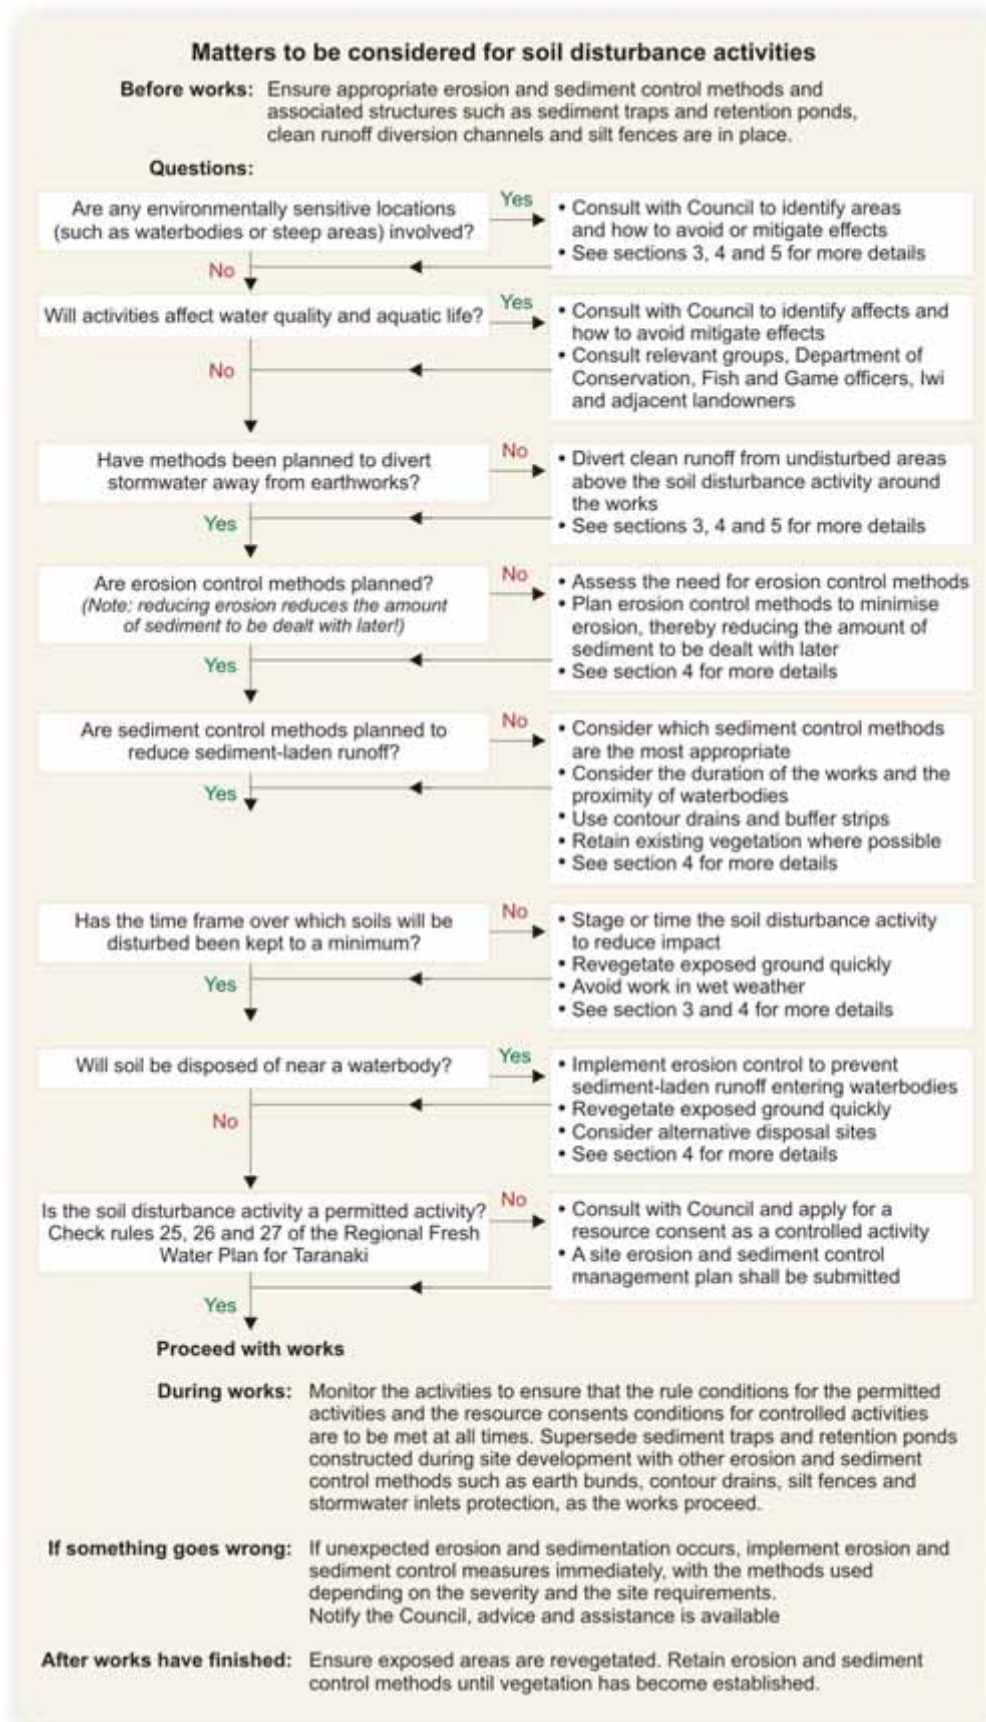 Matters to be considered for soil disturbance activities
Before works: Ensure appropriate erosion and sediment control methods and
associated structures such as sediment traps and retention ponds,
clean runoff diversion channels and silt fences are in place.
Questions:
Are any environmentally sensitive locations
(such as waterbodies or steep areas) involved?
Yes
• Consult with Council to identify areas
and how to avoid or mitigate effects
• See sections 3, 4 and 5 for more details
No
Will activities affect water quality and aquatic life?
Yes
• Consult with Council to identify affects and
how to avoid mitigate effects
• Consult relevant groups, Department of
Conservation, Fish and Game officers, Iwi
and adjacent landowners
No
Have methods been planned to divert
stormwater away from earthworks?
No
• Divert clean runoff from undisturbed areas
above the soil disturbance activity around
the works
• See sections 3, 4 and 5 for more details
Yes
Are erosion control methods planned?
(Note: reducing erosion reduces the amount
of sediment to be dealt with later!)
No
• Assess the need for erosion control methods
• Plan erosion control methods to minimise
erosion, thereby reducing the amount of
sediment to be dealt with later
• See section 4 for more details
Yes
Are sediment control methods planned to
reduce sediment-laden runoff?
No
• Consider which sediment control methods
are the most appropriate
• Consider the duration of the works and the
proximity of waterbodies
• Use contour drains and buffer strips
• Retain existing vegetation where possible
• See section 4 for more details
Yes
Has the time frame over which soils will be
disturbed been kept to a minimum?
No
• Stage or time the soil disturbance activity
to reduce impact
• Revegetate exposed ground quickly
• Avoid work in wet weather
• See section 3 and 4 for more details
Yes
Will soil be disposed of near a waterbody?
Yes
• Implement erosion control to prevent
sediment-laden runoff entering waterbodies
• Revegetate exposed ground quickly
• Consider alternative disposal sites
• See section 4 for more details
No
Is the soil disturbance activity a permitted activity?
Check rules 25, 26 and 27 of the Regional Fresh
Water Plan for Taranaki
No
• Consult with Council and apply for a
resource consent as a controlled activity
• A site erosion and sediment control
management plan shall be submitted
Yes
Proceed with works
During works: Monitor the activities to ensure that the rule conditions for the permitted
activities and the resource consents conditions for controlled activities
are to be met at all times. Supersede sediment traps and retention ponds
constructed during site development with other erosion and sediment
control methods such as earth bunds, contour drains, silt fences and
stormwater inlets protection, as the works proceed.
If something goes wrong: If unexpected erosion and sedimentation occurs, implement erosion and
sediment control measures immediately, with the methods used
depending on the severity and the site requirements.
Notify the Council, advice and assistance is available
After works have finished: Ensure exposed areas are revegetated. Retain erosion and sediment
control methods until vegetation has become established.